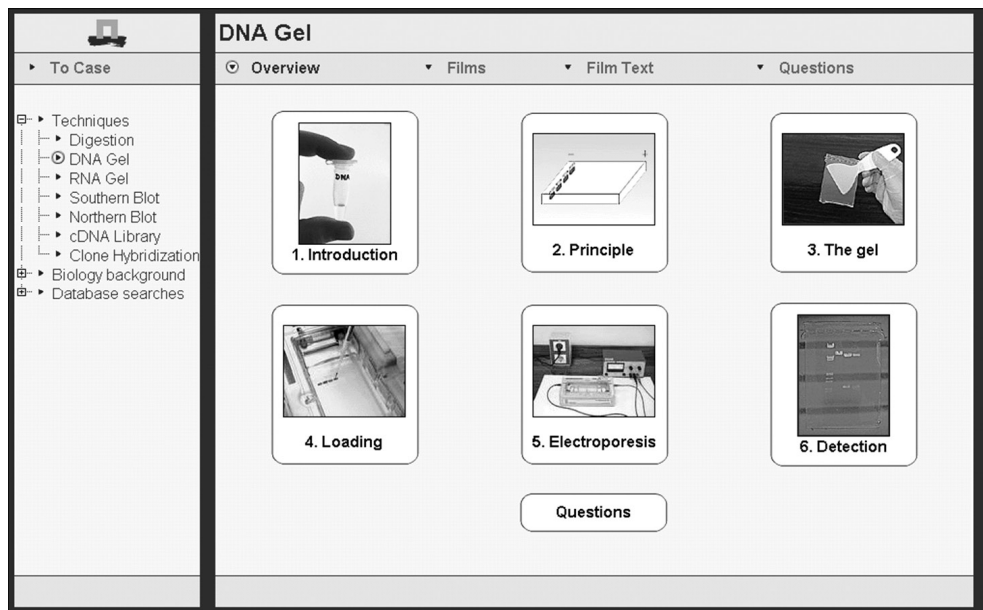 DNA Gel
To Case
Overview
Films
Film Text
Questions
Techniques
Digestion
DNA Gel
RNA Gel
Southern Blot
Northern Blot
cDNA Library
Clone Hybridization
Biology background
Database searches
DNA
1. Introduction
- +
2. Principle
3. The gel
4. Loading
5. Electroporesis
6. Detection
Questions